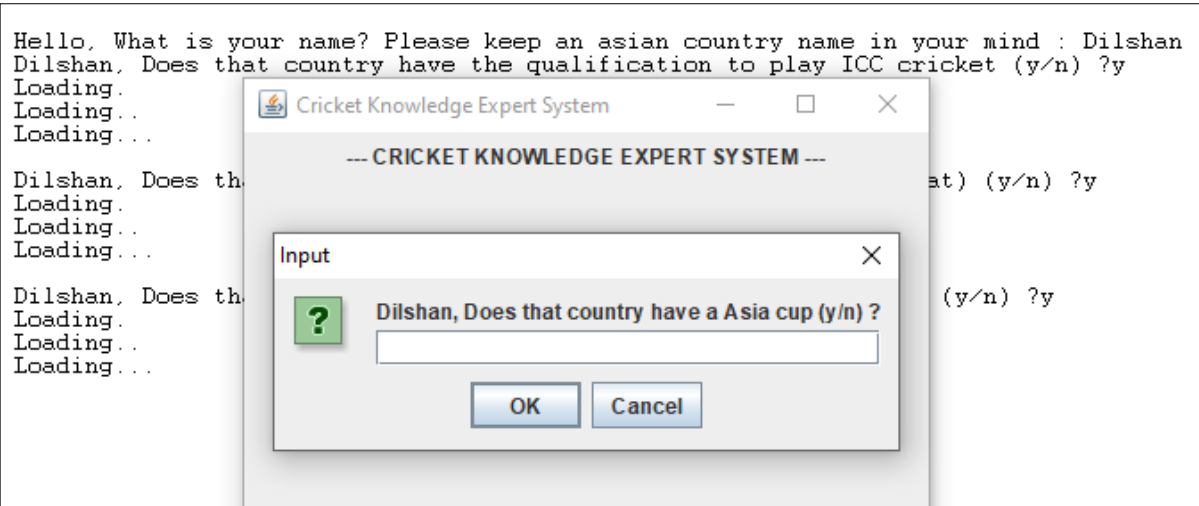 Hello, What is your name? Please keep an asian country name in your mind : Dilshan
Dilshan, Does that country have the qualification to play ICC cricket (y/n) ?y
Loading.
Loading..
Loading...
Dilshan, Does th at) (y/n) ?y
Loading.
Loading..
Loading...
Dilshan, Does th (y/n) ?y
Loading.
Loading..
Loading...
Cricket Knowledge Expert System
--- CRICKET KNOWLEDGE EXPERT SYSTEM ---
Input
Dilshan, Does that country have a Asia cup (y/n) ?
OK Cancel